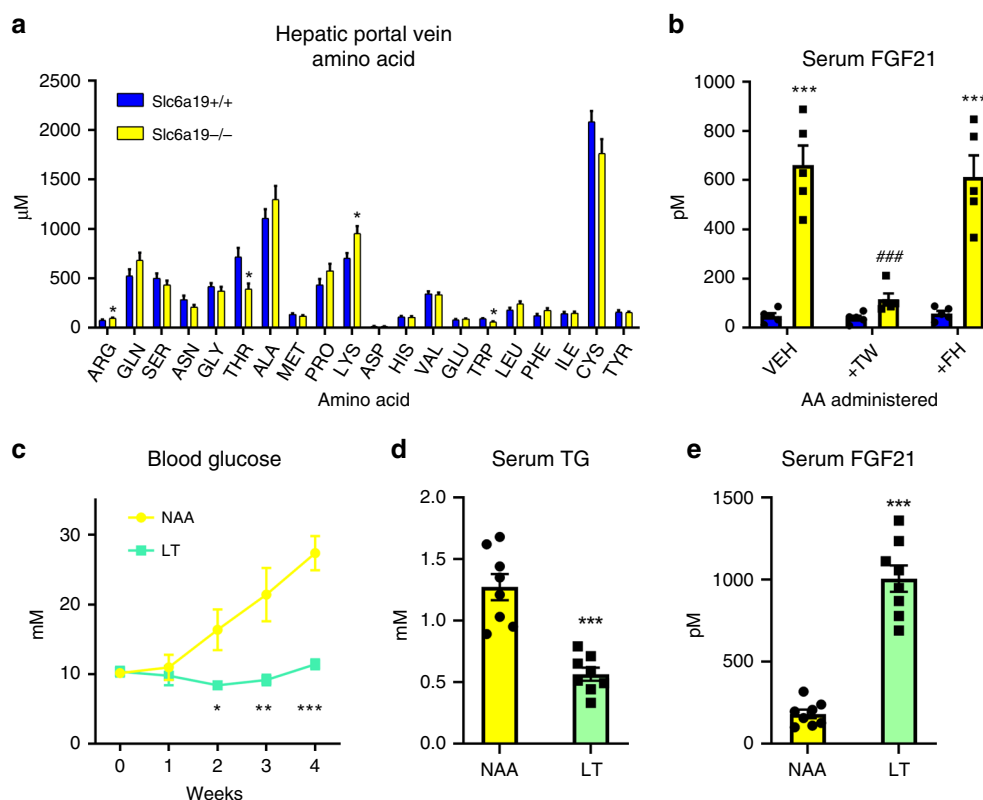 a
Hepatic portal vein
amino acid
2500
2000
1500
1000
500
0
μM
Slc6a19+/+
Slc6a19−/−
*
*
*
*
ARG
GLN
SER
ASN
GLY
THR
ALA
MET
PRO
LYS
ASP
HIS
VAL
GLU
TRP
LEU
PHE
ILE
CYS
TYR
Amino acid
b
Serum FGF21
1000
800
600
400
200
0
pM
***
###
***
VEH
+TW
+FH
AA administered
c
Blood glucose
30
20
10
0
mM
NAA
LT
*
**
***
0 1 2 3 4
Weeks
d
Serum TG
2.0
1.5
1.0
0.5
0.0
mM
***
NAA LT
e
Serum FGF21
1500
1000
500
0
pM
***
NAA LT